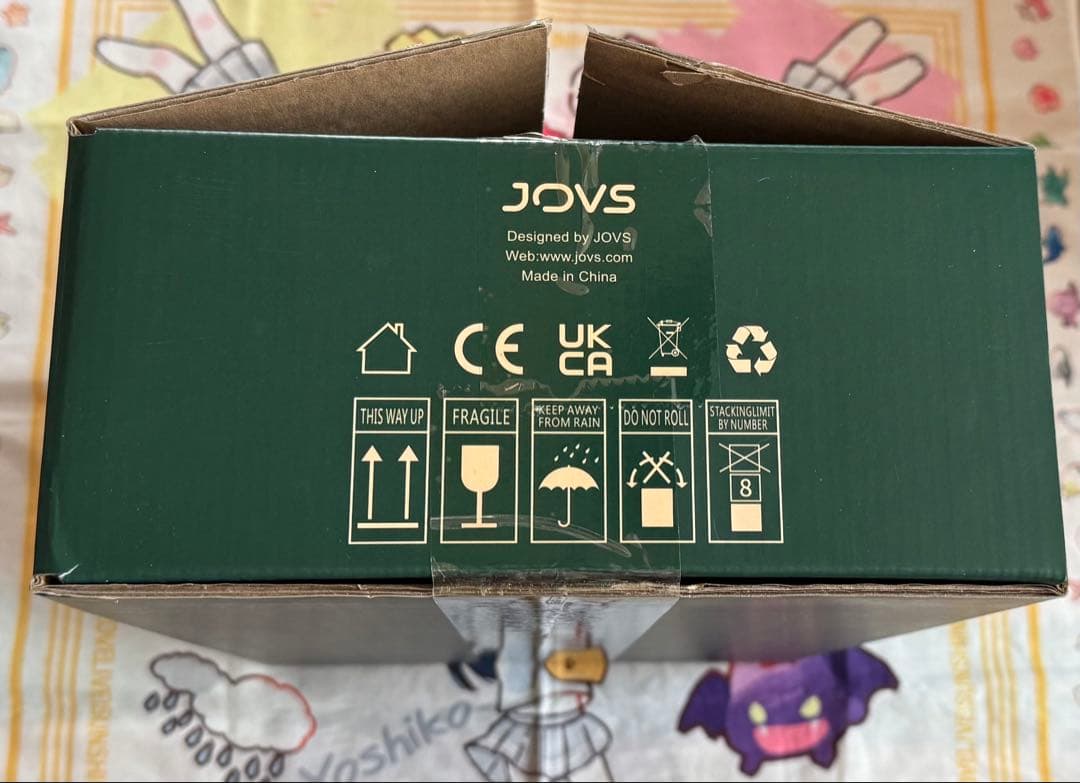 JOVS
Designed by JOVS
Web:www.jovs.com
Made in China
CE
UK
CA
THIS WAY UP
FRAGILE
KEEP AWAY
FROM RAIN
DO NOT ROLL
STACKINGLIMIT
BY NUMBER
8
Yoshiko